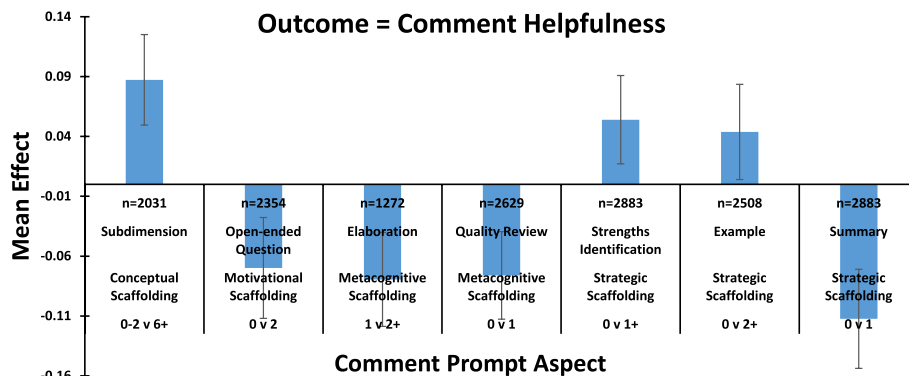 Outcome = Comment Helpfulness
Mean Effect
0.14
0.09
0.04
-0.01
-0.06
-0.11
-0.16
n=2031 n=2354 n=1272 n=2629 n=2883 n=2508 n=2883
Subdimension Open-ended Elaboration Quality Review Strengths Example Summary
Question Identification
Conceptual Motivational Metacognitive Metacognitive Strategic Strategic Strategic
Scaffolding Scaffolding Scaffolding Scaffolding Scaffolding Scaffolding Scaffolding
0-2 v 6+ 0 v 2 1 v 2+ 0 v 1 0 v 1+ 0 v 2+ 0 v 1
Comment Prompt Aspect